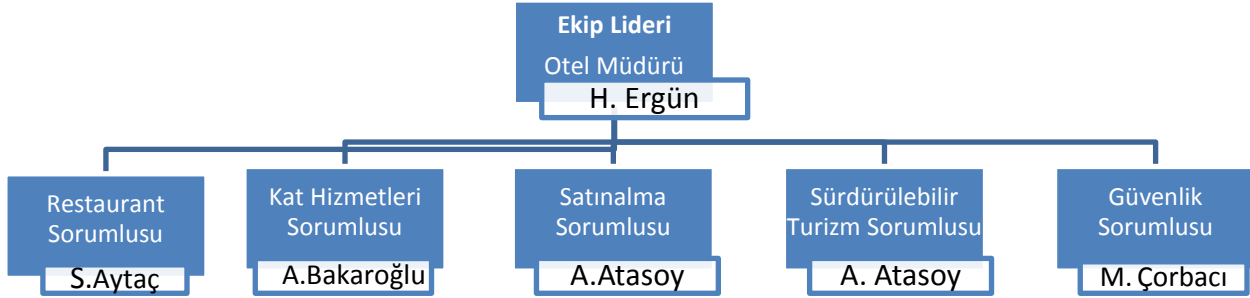 Ekip Lideri
Otel Müdürü
H. Ergün
Restaurant
Sorumlusu
S.Aytaç
Kat Hizmetleri
Sorumlusu
A.Bakaroğlu
Satınalma
Sorumlusu
A.Atasoy
Sürdürülebilir
Turizm Sorumlusu
A. Atasoy
Güvenlik
Sorumlusu
M. Çorbacı